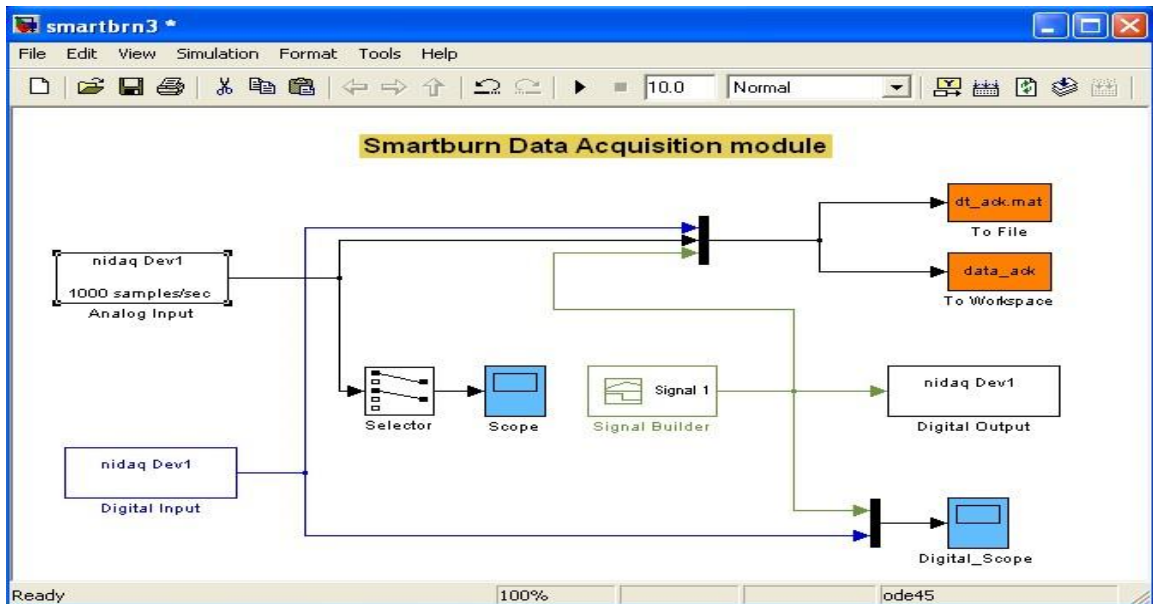 smartbrn3 *
File Edit View Simulation Format Tools Help
10.0 Normal
Smartburn Data Acquisition module
dt_ack.mat
To File
nidaq Dev1
1000 samples/sec
Analog Input
data_ack
To Workspace
Selector
Scope
Signal 1
Signal Builder
nidaq Dev1
Digital Output
nidaq Dev1
Digital Input
Digital_Scope
Ready 100% ode45